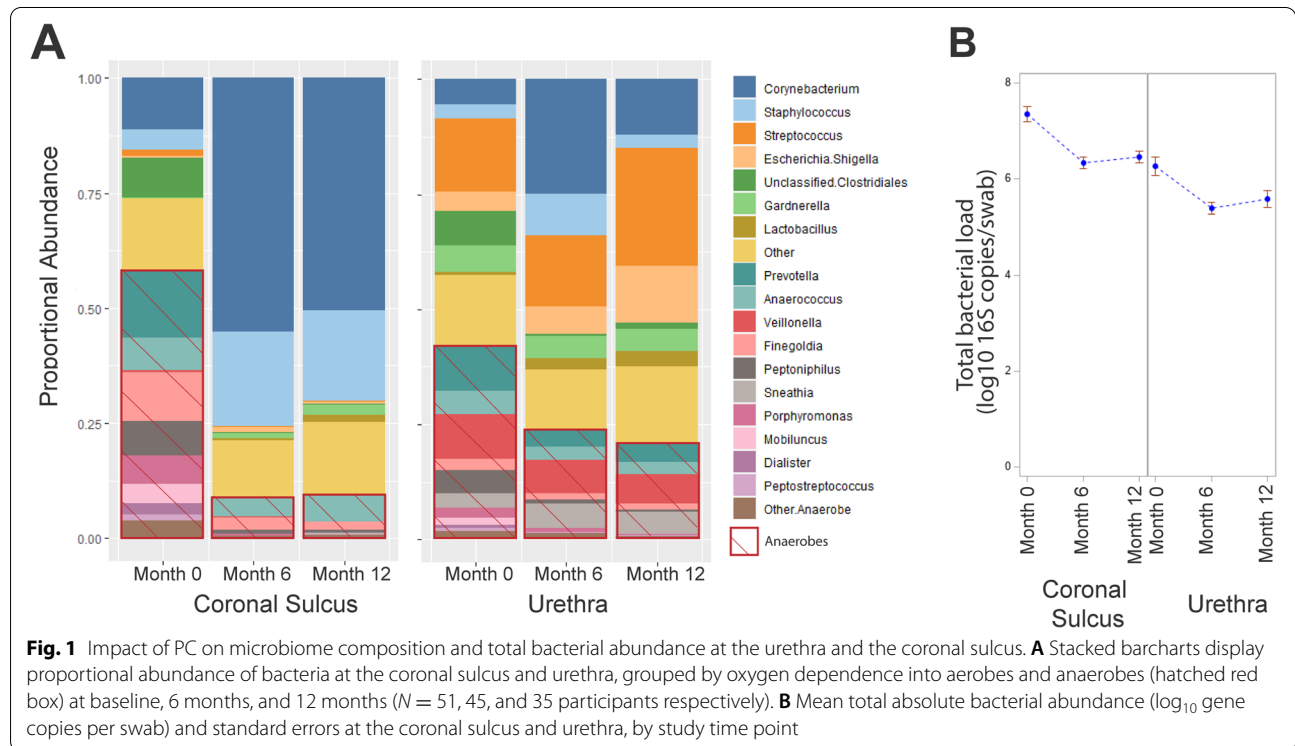 A
B
Proportional Abundance
1.00
0.75
0.50
0.25
0.00
Month 0 Month 6 Month 12
Coronal Sulcus
Month 0 Month 6 Month 12
Urethra
Corynebacterium
Staphylococcus
Streptococcus
Escherichia.Shigella
Unclassified.Clostridiales
Gardnerella
Lactobacillus
Other
Prevotella
Anaerococcus
Veillonella
Finegoldia
Peptoniphilus
Sneathia
Porphyromonas
Mobiluncus
Dialister
Peptostreptococcus
Other.Anaerobe
Anaerobes
Total bacterial load
(log10 16S copies/swab)
8
6
4
2
0
Month 0
Month 6
Month 12
Month 0
Month 6
Month 12
Coronal
Sulcus
Urethra
Fig. 1 Impact of PC on microbiome composition and total bacterial abundance at the urethra and the coronal sulcus. A Stacked barcharts display
proportional abundance of bacteria at the coronal sulcus and urethra, grouped by oxygen dependence into aerobes and anaerobes (hatched red
box) at baseline, 6 months, and 12 months (N = 51, 45, and 35 participants respectively). B Mean total absolute bacterial abundance (log10 gene
copies per swab) and standard errors at the coronal sulcus and urethra, by study time point